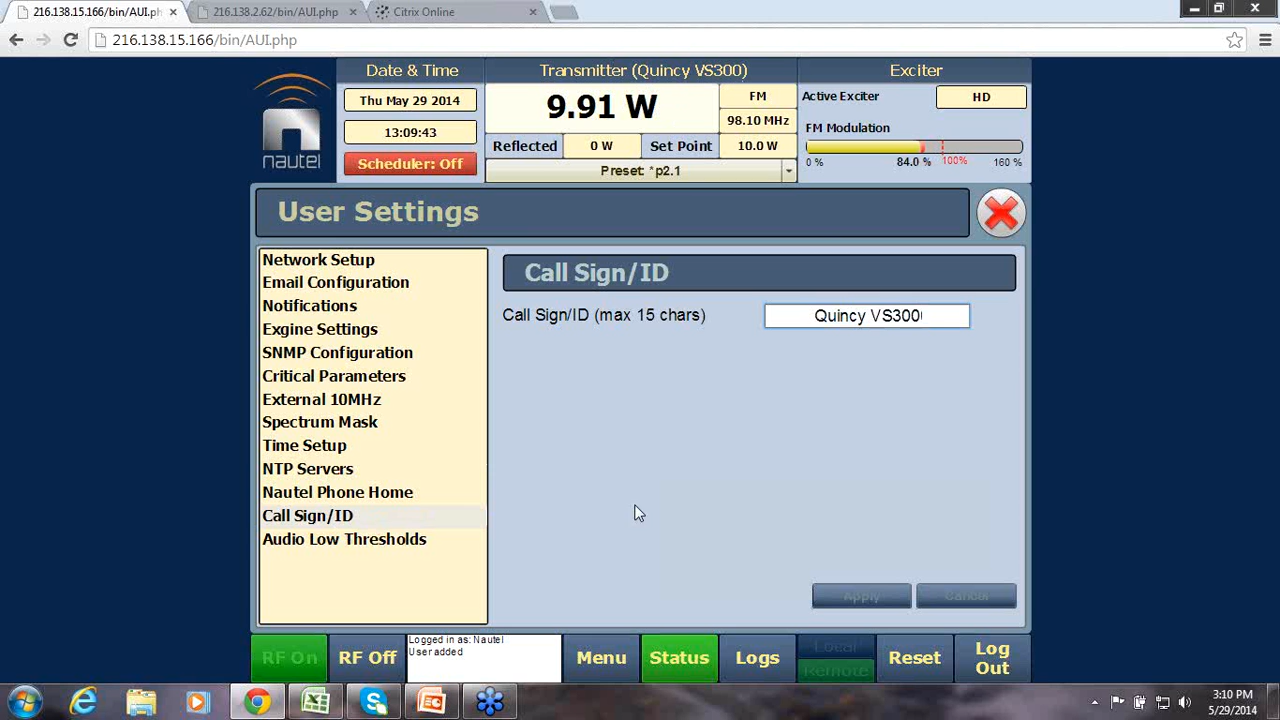 216.138.15.166/bin/AUI.ph
216.138.2.62/bin/AUI.php
Citrix Online
216.138.15.166/bin/AUI.php
nautel
Date & Time
Thu May 29 2014
13:09:43
Scheduler: Off
Transmitter (Quincy VS300)
9.91 W
FM
98.10 MHz
Reflected
0 W
Set Point
10.0 W
Preset: *p2.1
Exciter
Active Exciter
HD
FM Modulation
0 %
84.0 %
100%
160 %
User Settings
Network Setup
Email Configuration
Notifications
Exgine Settings
SNMP Configuration
Critical Parameters
External 10MHz
Spectrum Mask
Time Setup
NTP Servers
Nautel Phone Home
Call Sign/ID
Audio Low Thresholds
Call Sign/ID
Call Sign/ID (max 15 chars)
Quincy VS300
Apply
Cancel
RF On
RF Off
Logged in as: Nautel
User added
Menu
Status
Logs
Local
Remote
Reset
Log
Out
3:10 PM
5/29/2014